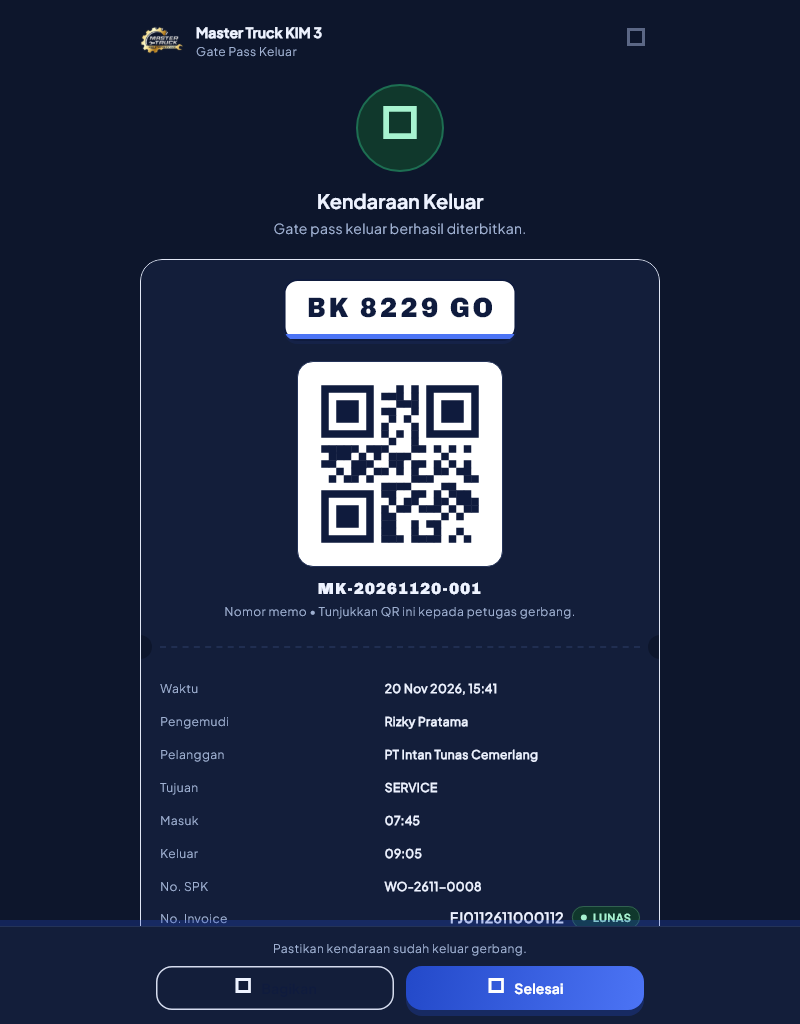 MASTER TRUCK
Master Truck KIM 3
Gate Pass Keluar
Kendaraan Keluar
Gate pass keluar berhasil diterbitkan.
BK 8229 GO
MK-20261120-001
Nomor memo • Tunjukkan QR ini kepada petugas gerbang.
Waktu 20 Nov 2026, 15:41
Pengemudi Rizky Pratama
Pelanggan PT Intan Tunas Cemerlang
Tujuan SERVICE
Masuk 07:45
Keluar 09:05
No. SPK WO-2611-0008
No. Invoice FJ0112611000112 LUNAS
Pastikan kendaraan sudah keluar gerbang.
Selesai